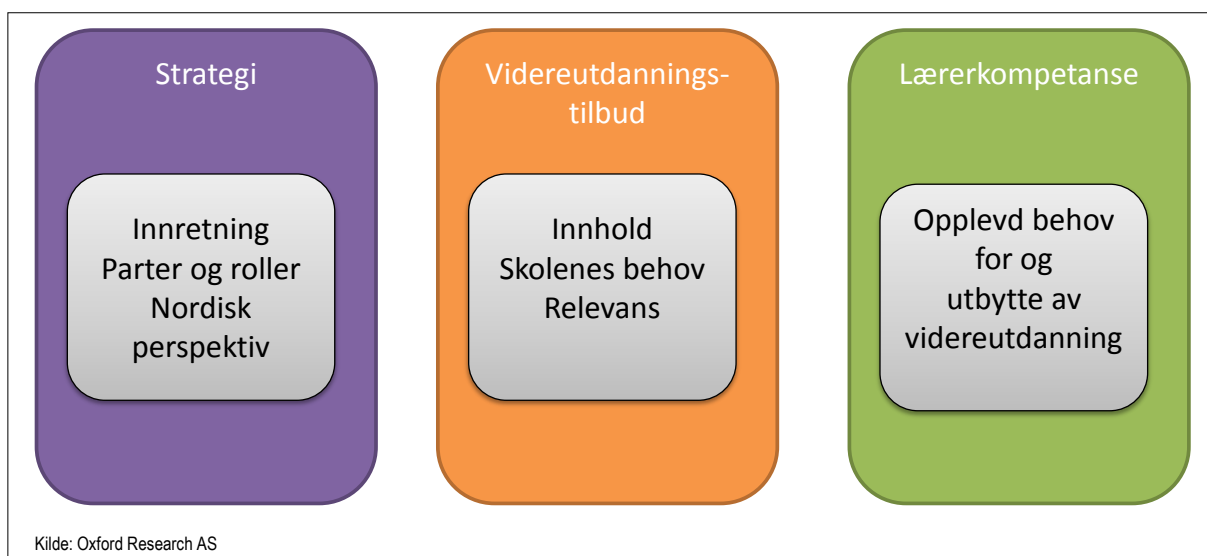 Strategi
Innretning
Parter og roller
Nordisk
perspektiv
Videreutdannings-
tilbud
Innhold
Skolenes behov
Relevans
Lærerkompetanse
Opplevd behov
for og
utbytte av
videreutdanning
Kilde: Oxford Research AS